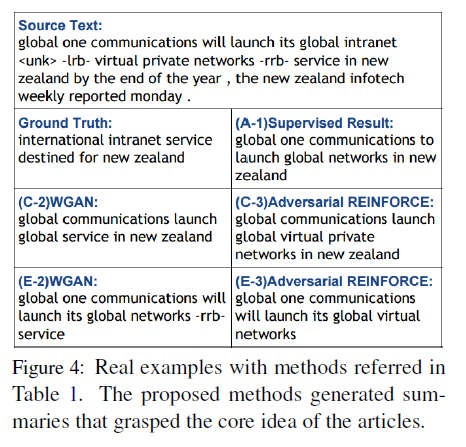 Source Text:
global one communications will launch its global intranet
<unk> -lrb- virtual private networks -rrb- service in new
zealand by the end of the year , the new zealand infotech
weekly reported monday .
Ground Truth:
international intranet service
destined for new zealand
(A-1)Supervised Result:
global one communications to
launch global networks in new
zealand
(C-2)WGAN:
global communications launch
global service in new zealand
(C-3)Adversarial REINFORCE:
global communications launch
global virtual private
networks in new zealand
(E-2)WGAN:
global one communications will
launch its global networks -rrb-
service
(E-3)Adversarial REINFORCE:
global one communications
will launch its global virtual
networks
Figure 4: Real examples with methods referred in
Table 1. The proposed methods generated sum-
maries that grasped the core idea of the articles.